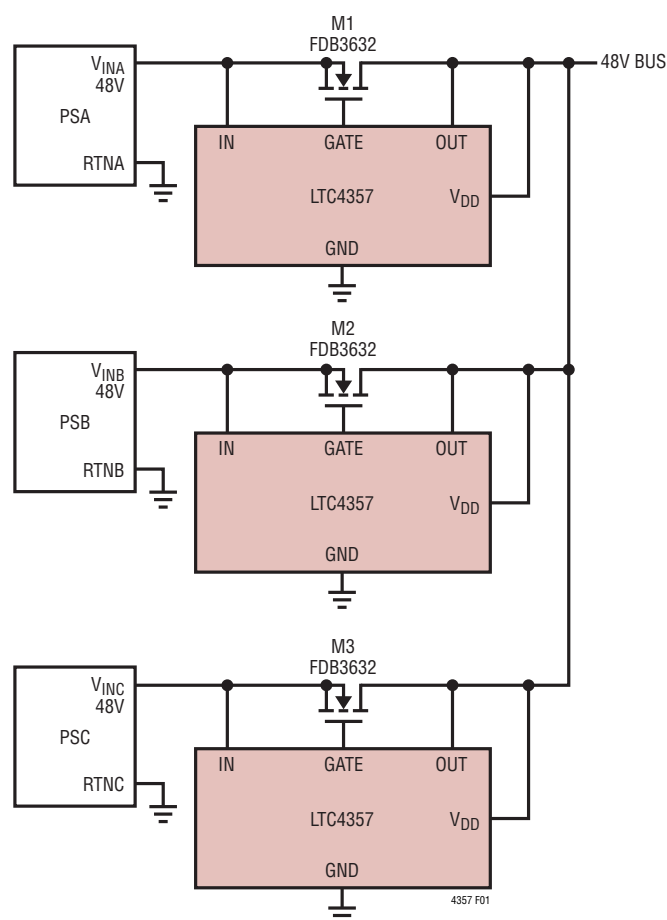 M1
FDB3632
V_INA
48V
PSA
RTNA
48V BUS
IN
GATE
OUT
LTC4357
V_DD
GND
M2
FDB3632
V_INB
48V
PSB
RTNB
IN
GATE
OUT
LTC4357
V_DD
GND
M3
FDB3632
V_INC
48V
PSC
RTNC
IN
GATE
OUT
LTC4357
V_DD
GND
4357 F01